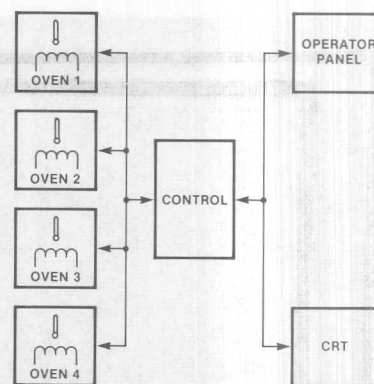 OVEN 1
OVEN 2
OVEN 3
OVEN 4
CONTROL
OPERATOR
PANEL
CRT